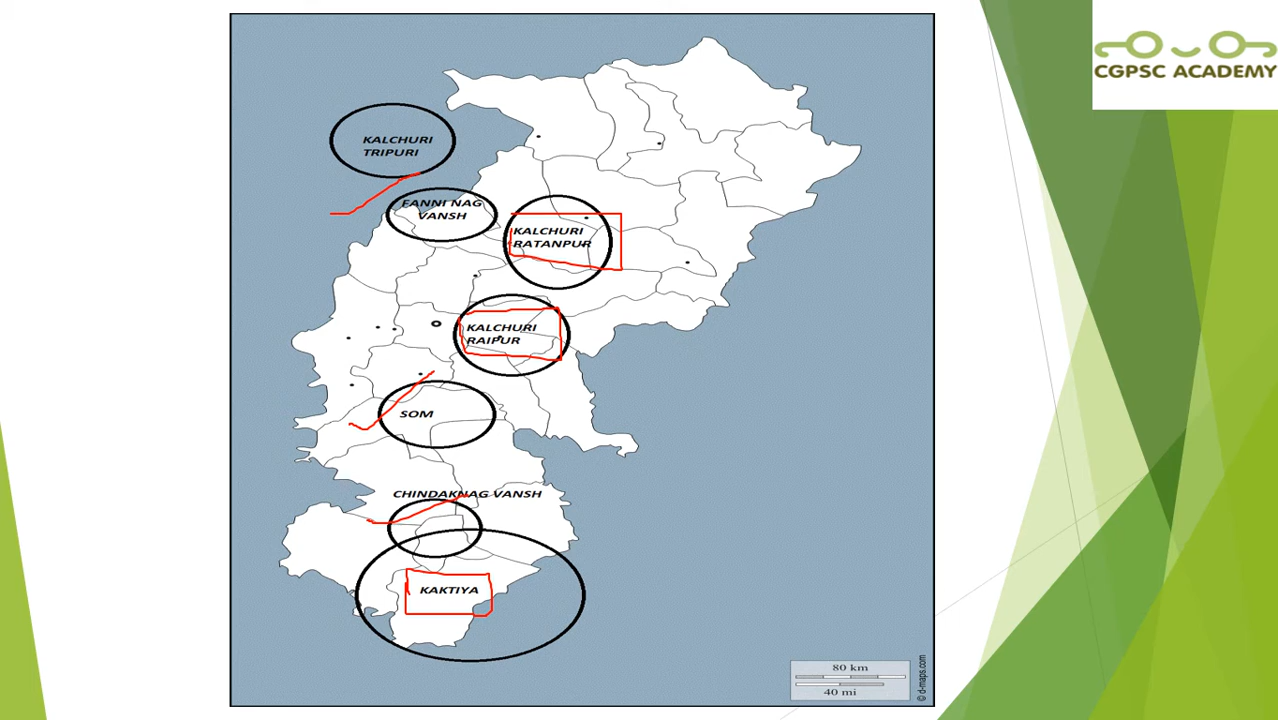 CGPSC ACADEMY
KALCHURI
TRIPURI
FANNI NAG
VANSH
KALCHURI
RATANPUR
KALCHURI
RAIPUR
SOM
CHINDAKNAG VANSH
KAKTIYA
80 km
40 mi
© d-maps.com